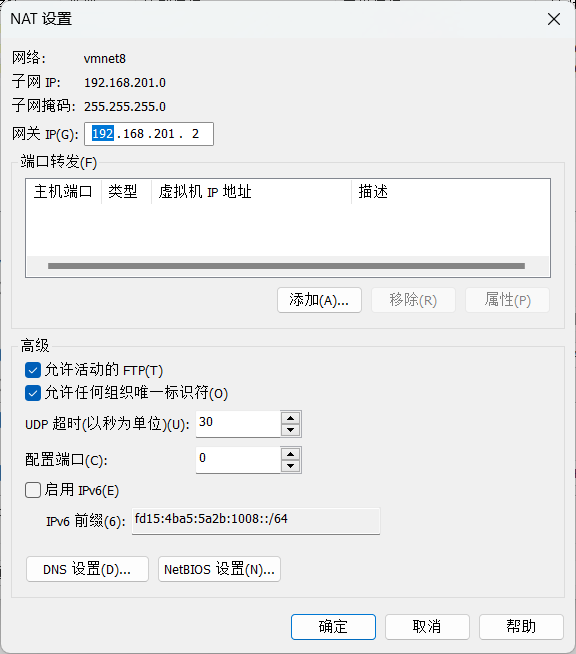 NAT 设置
网络: vmnet8
子网 IP: 192.168.201.0
子网掩码: 255.255.255.0
网关 IP(G): 192 . 168 . 201 . 2
端口转发(F)
主机端口 类型 虚拟机 IP 地址 描述
添加(A)... 移除(R) 属性(P)
高级
允许活动的 FTP(T)
允许任何组织唯一标识符(O)
UDP 超时(以秒为单位)(U): 30
配置端口(C): 0
启用 IPv6(E)
IPv6 前缀(6): fd15:4ba5:5a2b:1008::/64
DNS 设置(D)... NetBIOS 设置(N)...
确定 取消 帮助